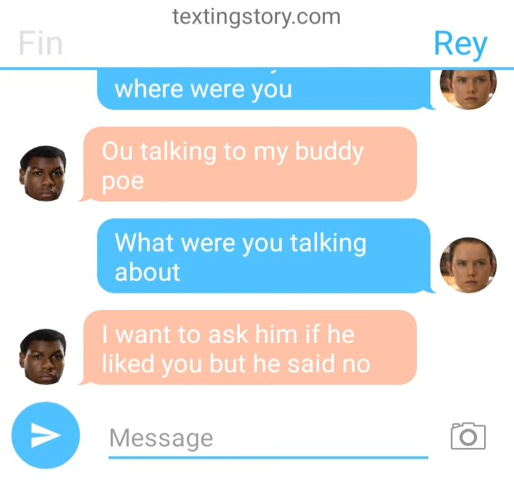 textingstory.com
Fin
Rey
where were you
Ou talking to my buddy
poe
What were you talking
about
I want to ask him if he
liked you but he said no
Message